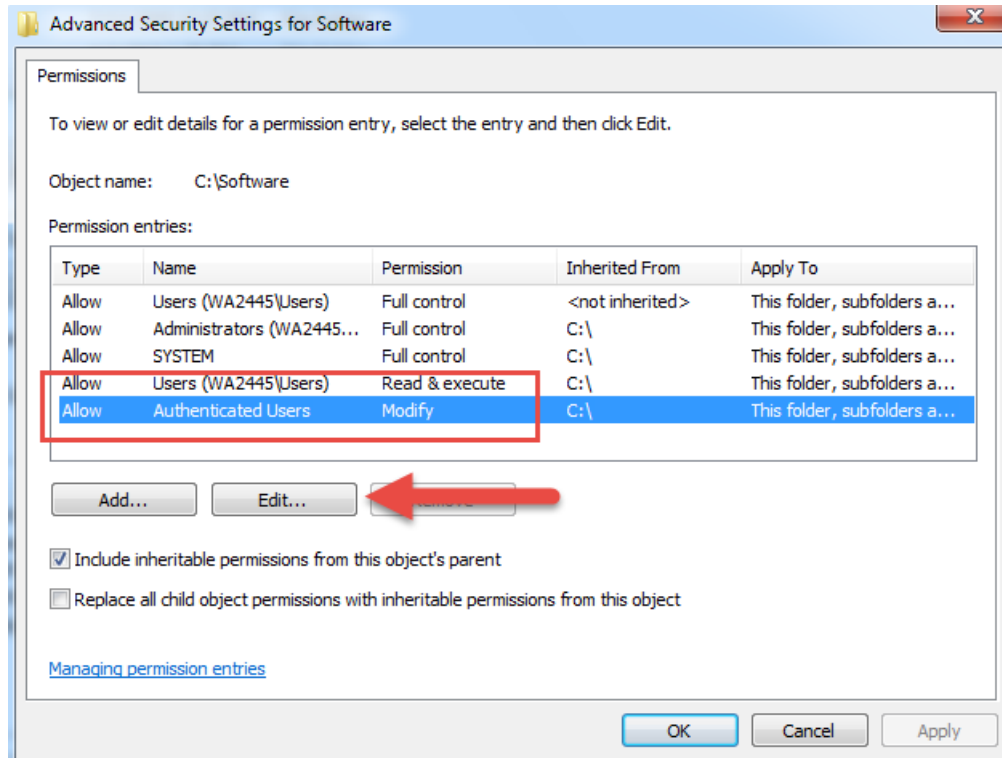 Advanced Security Settings for Software
Permissions
To view or edit details for a permission entry, select the entry and then click Edit.
Object name: C:\Software
Permission entries:
Type Name Permission Inherited From Apply To
Allow Users (WA2445\Users) Full control <not inherited> This folder, subfolders a...
Allow Administrators (WA2445... Full control C:\ This folder, subfolders a...
Allow SYSTEM Full control C:\ This folder, subfolders a...
Allow Users (WA2445\Users) Read & execute C:\ This folder, subfolders a...
Allow Authenticated Users Modify C:\ This folder, subfolders a...
Add... Edit...
Include inheritable permissions from this object's parent
Replace all child object permissions with inheritable permissions from this object
Managing permission entries
OK Cancel Apply